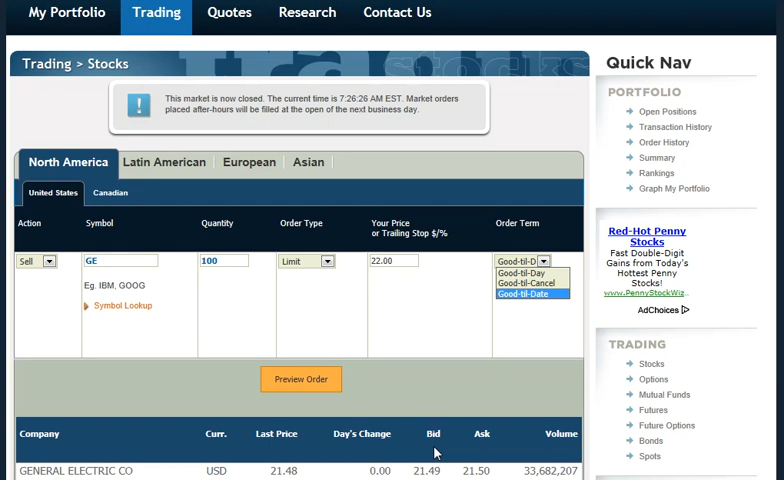 My Portfolio Trading Quotes Research Contact Us
Trading > Stocks
stocks
This market is now closed. The current time is 7:26:26 AM EST. Market orders
placed after-hours will be filled at the open of the next business day.
North America Latin American European Asian
United States Canadian
Action Symbol Quantity Order Type Your Price
or Trailing Stop $/% Order Term
Sell GE 100 Limit 22.00 Good-til-D
Good-til-Day
Good-til-Cancel
Good-til-Date
Eg. IBM, GOOG
Symbol Lookup
Preview Order
Company Curr. Last Price Day's Change Bid Ask Volume
GENERAL ELECTRIC CO USD 21.48 0.00 21.49 21.50 33,682,207
Quick Nav
PORTFOLIO
Open Positions
Transaction History
Order History
Summary
Rankings
Graph My Portfolio
Red-Hot Penny
Stocks
Fast Double-Digit
Gains from Today's
Hottest Penny
Stocks!
www.PennyStockWiz..
AdChoices
TRADING
Stocks
Options
Mutual Funds
Futures
Future Options
Bonds
Spots